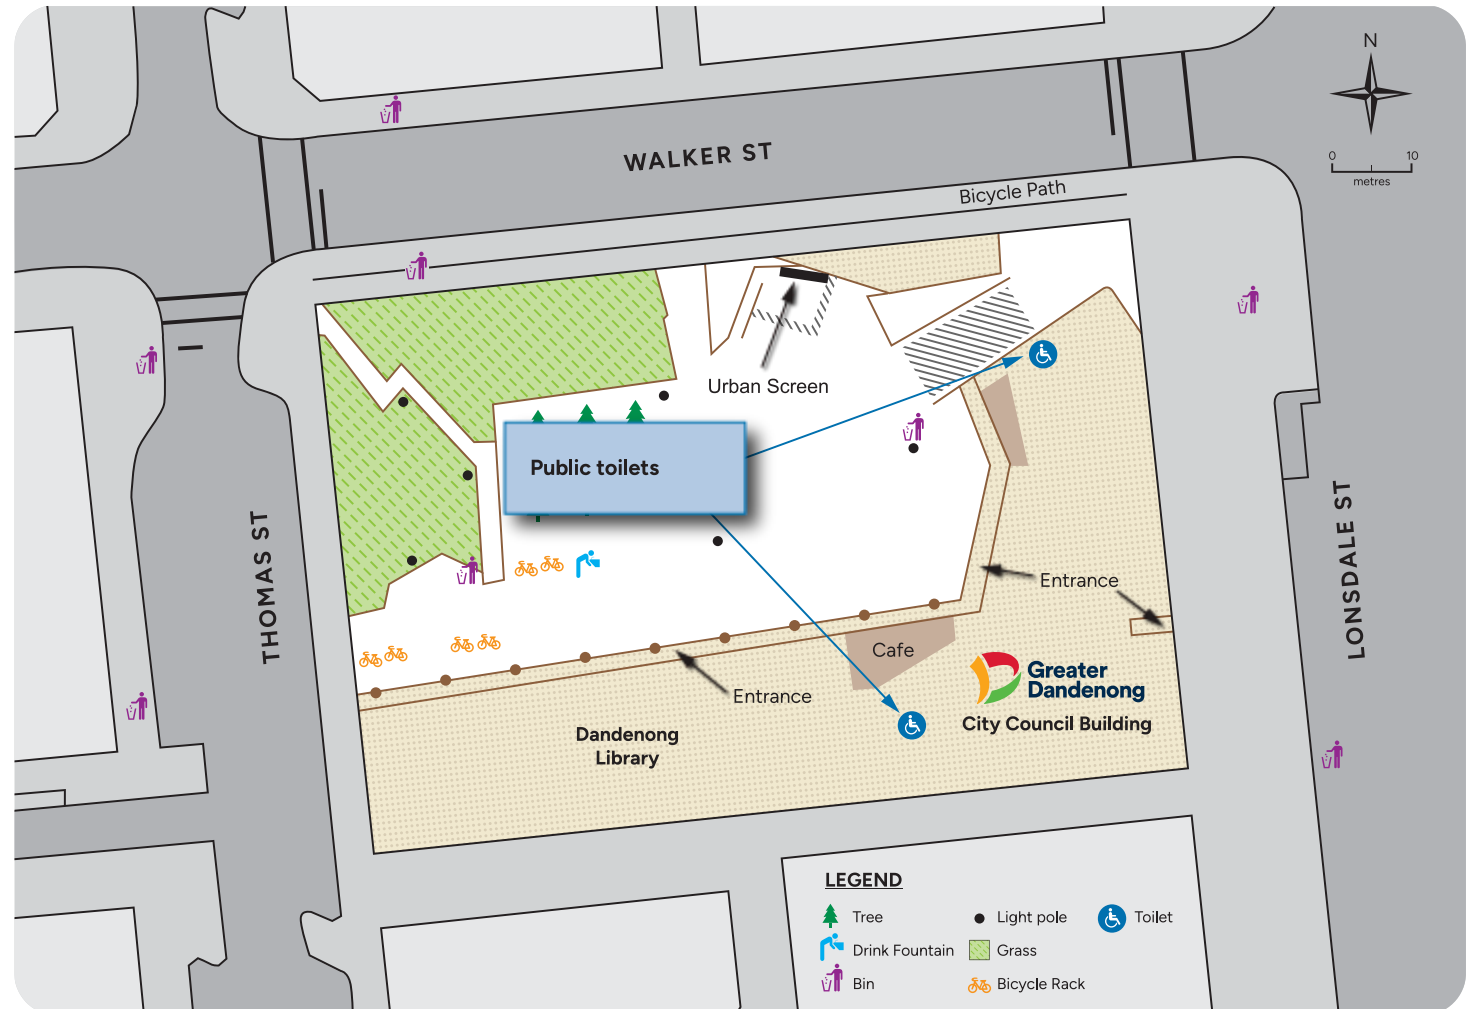 N
0 10
metres
WALKER ST
Bicycle Path
Urban Screen
Public toilets
THOMAS ST
LONSDALE ST
Entrance
Cafe
Entrance
Greater
Dandenong
City Council Building
Dandenong
Library
LEGEND
Tree
Light pole
Toilet
Drink Fountain
Grass
Bin
Bicycle Rack